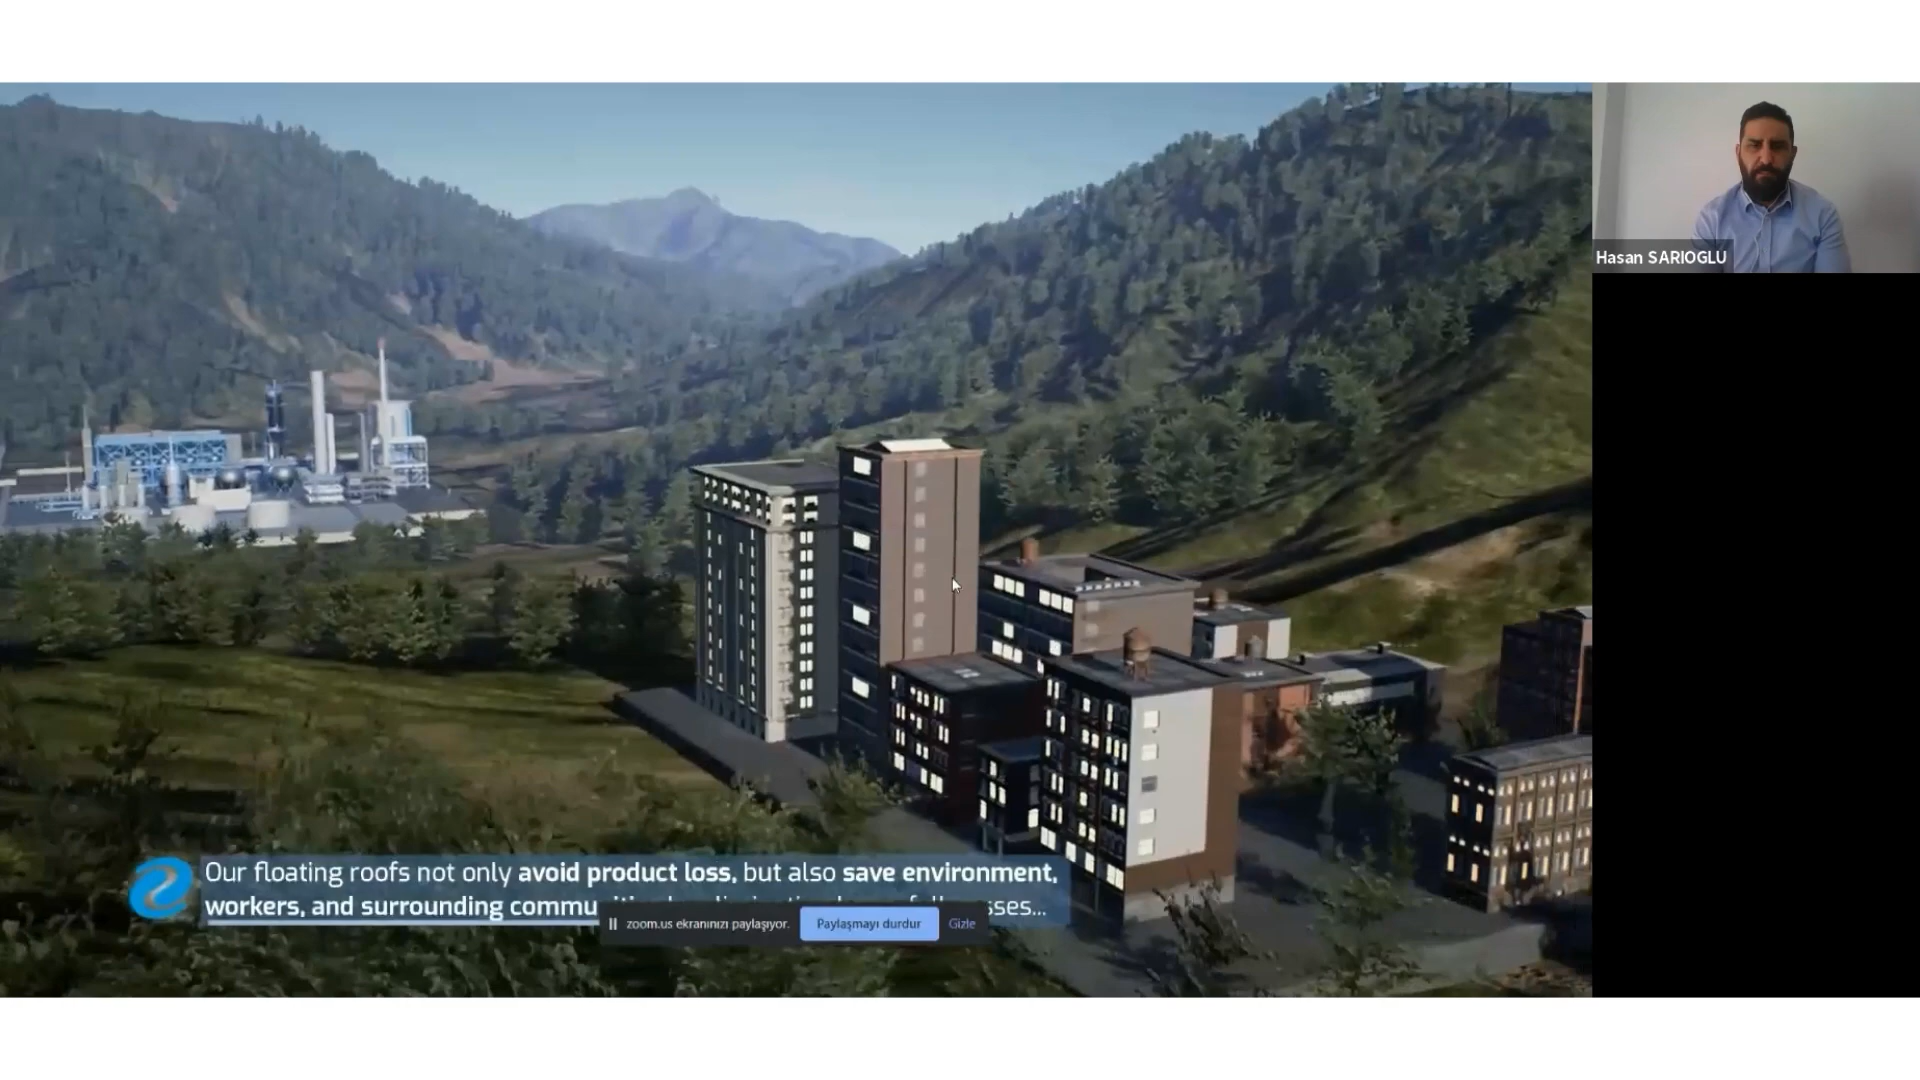 Hasan SARIOGLU
Our floating roofs not only avoid product loss, but also save environment,
workers, and surrounding
zoom.us ekranınızı paylaşıyor.
Paylaşmayı durdur
Gizle